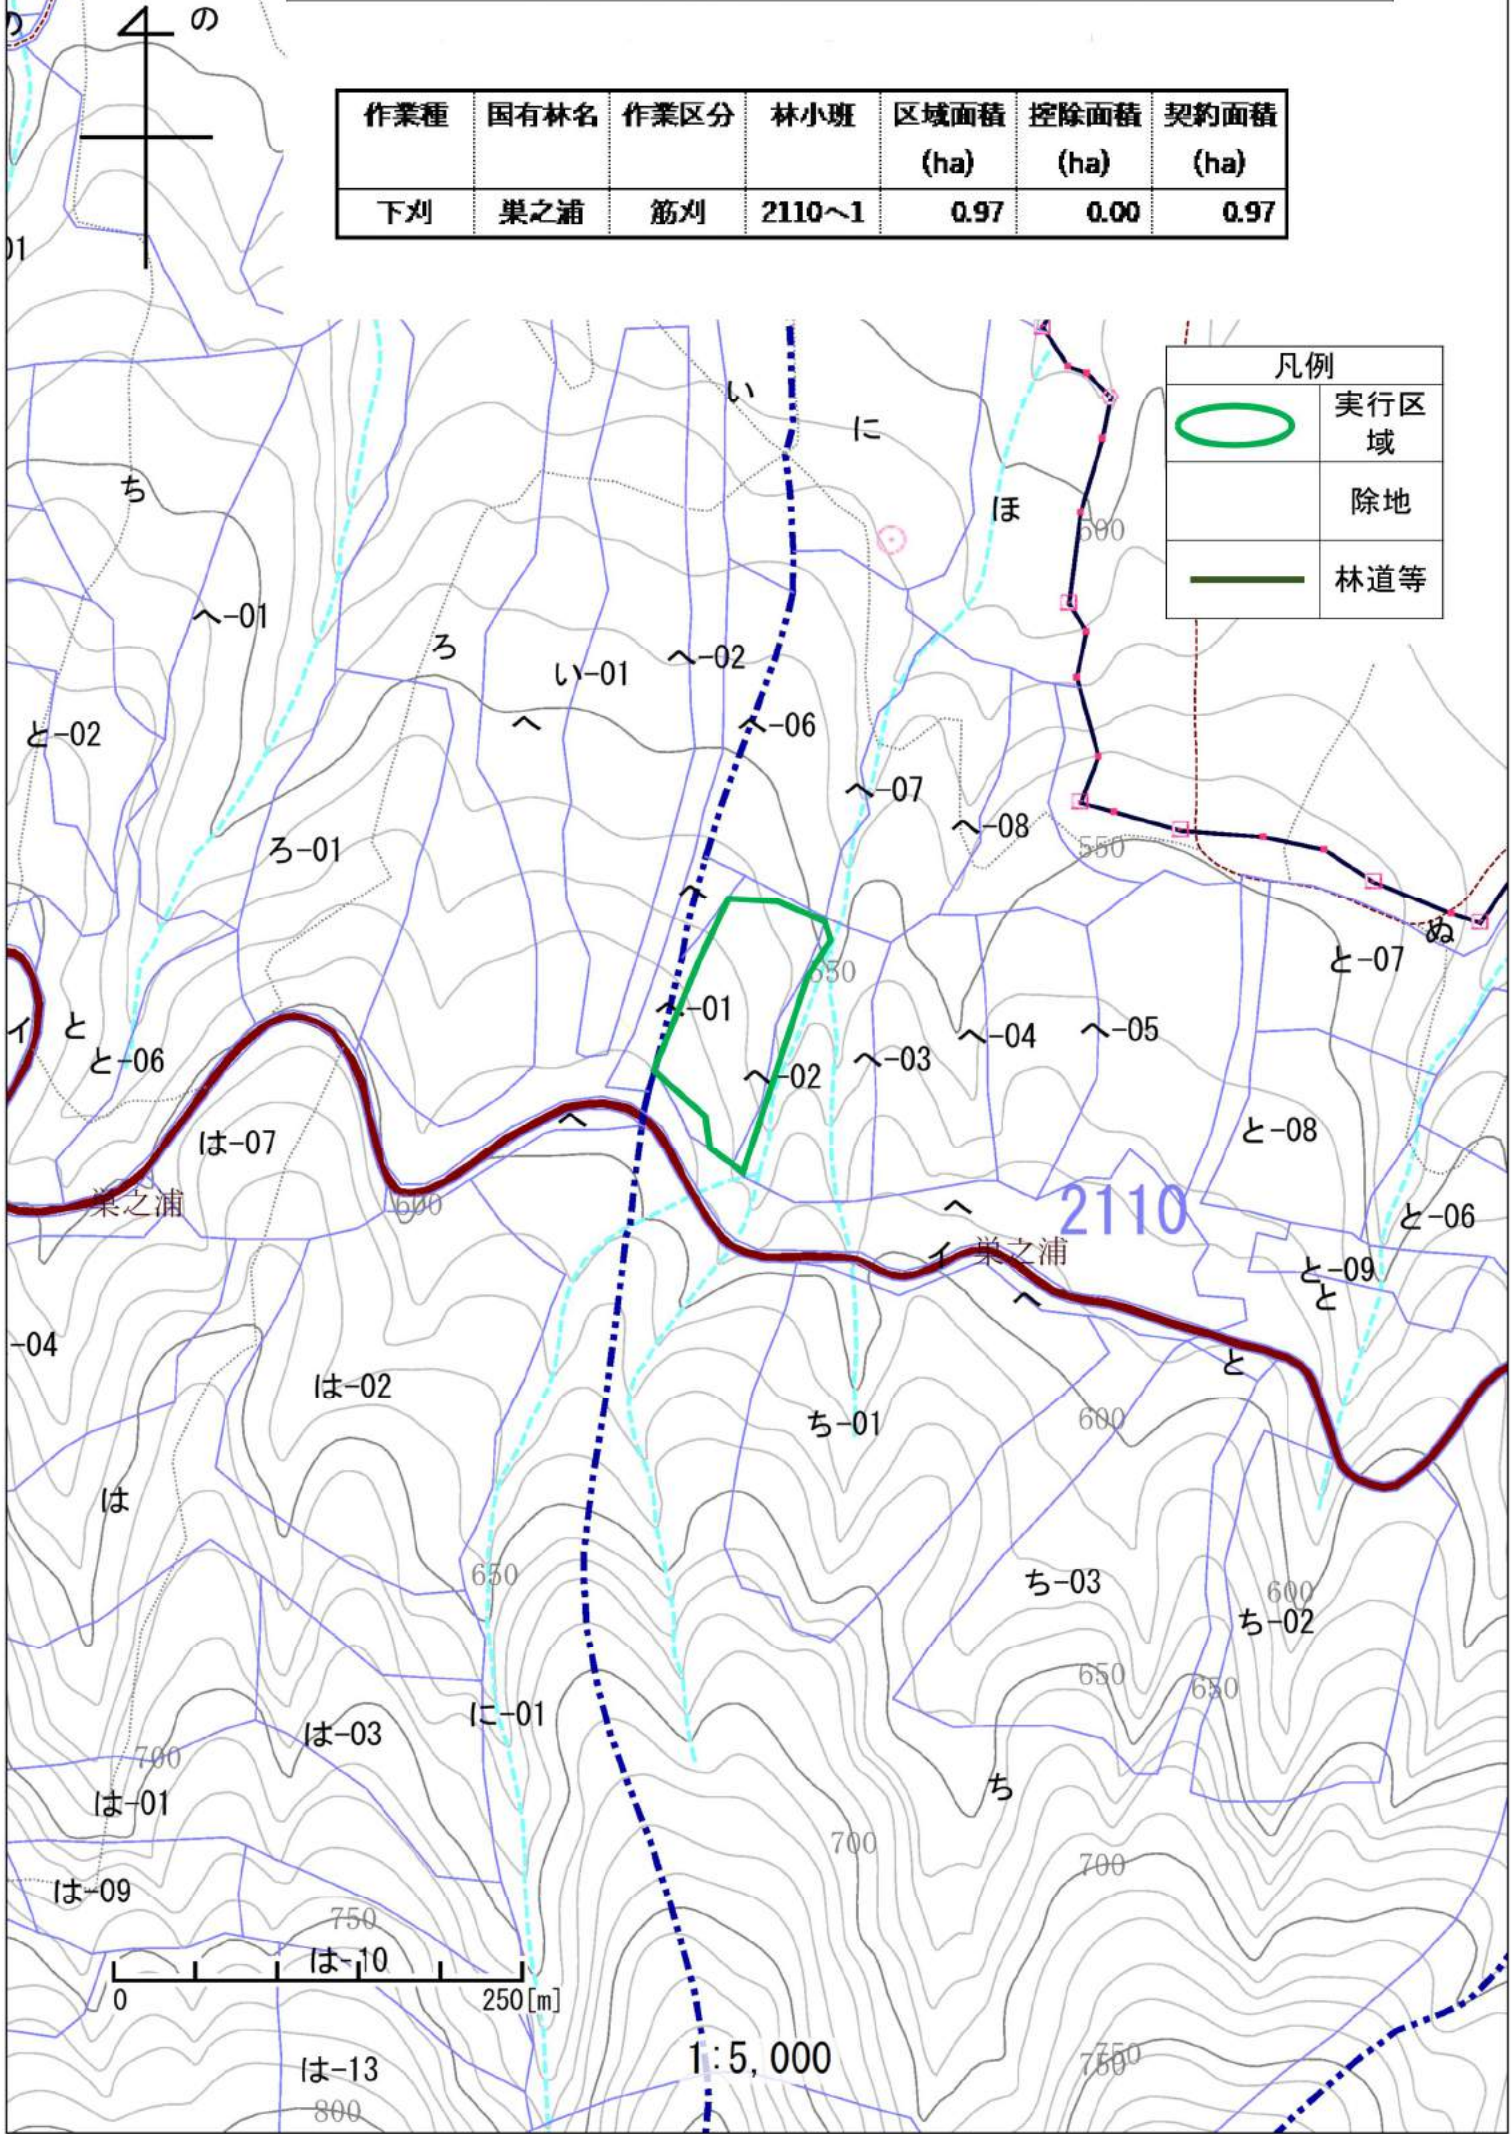 の
作業種 国有林名 作業区分 林小班 区域面積 控除面積 契約面積
(ha) (ha) (ha)
下刈 巣之浦 筋刈 2110へ1 0.97 0.00 0.97
01
凡例
実行区
域
除地
林道等
い
に
ち
ほ
600
へ-01
ろ
い-01
へ-02
へ
と-02
へ-06
へ-07
へ-08
ろ-01
550
へ
ぬ
と-07
550
へ-01
イ
と
と-06
へ-02
へ-03
へ-04
へ-05
へ
と-08
は-07
巣之浦
600
へ
2110
と-06
イ
巣之浦
と-09
と
へ
-04
と
は-02
ち-01
600
は
650
ち-03
600
ち-02
650
650
に-01
は-03
700
ち
は-01
700
700
は-09
750
は-10
0
250[m]
1:5,000
750
750
は-13
800